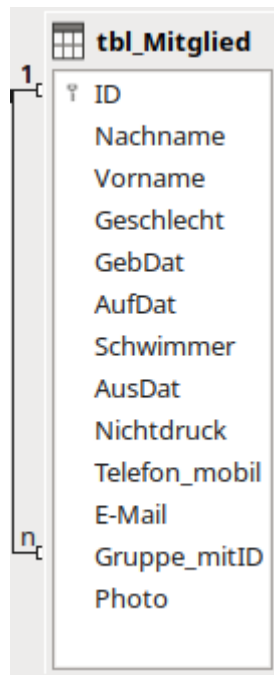 tbl_Mitglied
1
ID
Nachname
Vorname
Geschlecht
GebDat
AufDat
Schwimmer
AusDat
Nichtdruck
Telefon_mobil
E-Mail
n
Gruppe_mitID
Photo